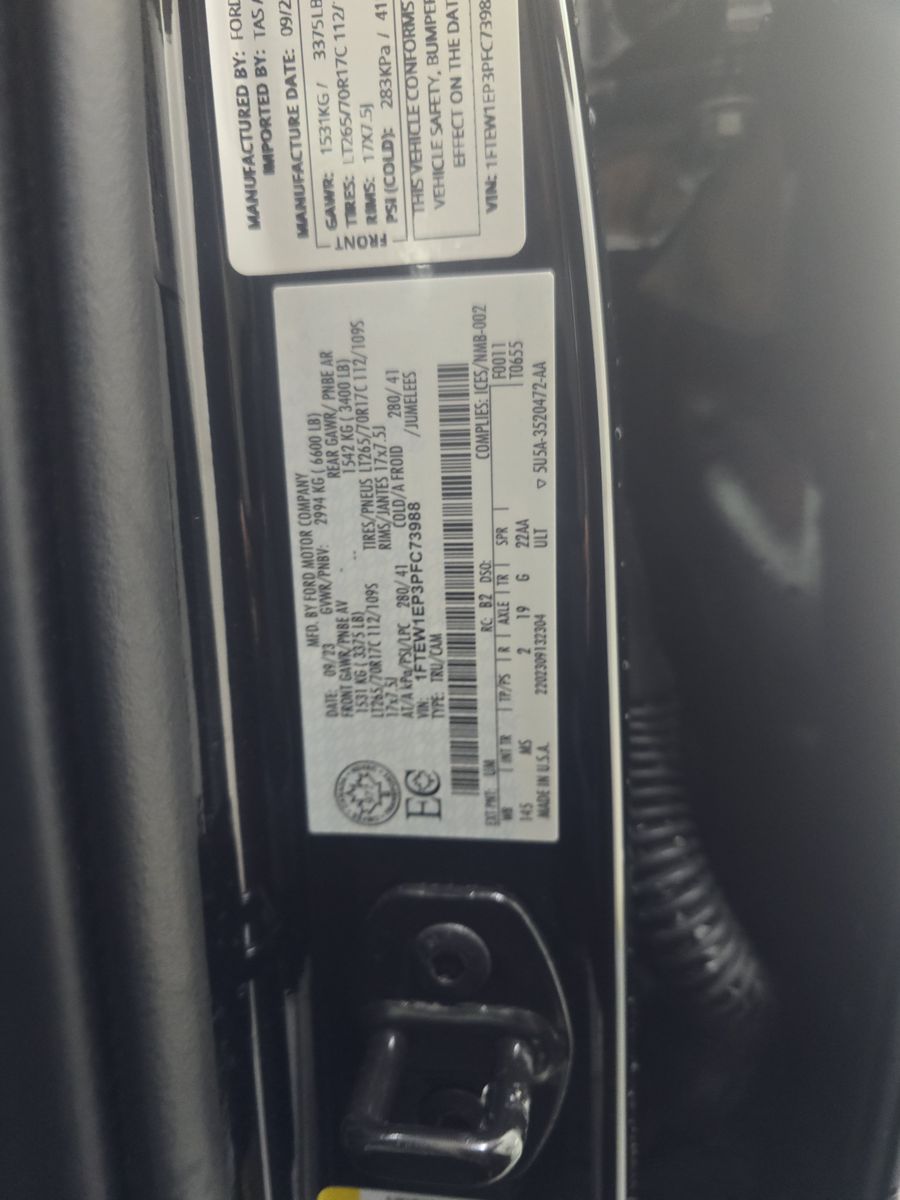 MFD. BY FORD MOTOR COMPANY
DATE: 09/23 GVWR/PNBV: 2994 KG ( 6600 LB)
FRONT GAWR/PNBE AV REAR GAWR/ PNBE AR
1531 KG ( 3375 LB) 1542 KG ( 3400 LB)
LT265/70R17C 112/109S TIRES/PNEUS LT265/70R17C 112/109S
17x7.5J RIMS/JANTES 17x7.5J
AT/A kPa/PSI/LPC 280/ 41 COLD/A FROID 280/ 41
VIN: 1FTEW1EP3PFC73988 /JUMELEES
TYPE: TRU/CAM
EC
COMPLIES: ICES/NMB-002
EXT PNT: UM RC: B2 DSO: F0011
WB INT TR TP/PS R AXLE TR SPR T0655
145 MS 2 19 G 22AA
MADE IN U.S.A. 2202309132304 ULT ▽ 5U5A-3520472-AA
MANUFACTURED BY: FORD
IMPORTED BY: TAS
MANUFACTURE DATE: 09/2
GAWR: 1531KG / 3375LB
TIRES: LT265/70R17C 112/
RIMS: 17X7.5J
PSI (COLD): 283KPa / 41
THIS VEHICLE CONFORMS
VEHICLE SAFETY, BUMPER
EFFECT ON THE DAT
VIN: 1FTEW1EP3PFC7398